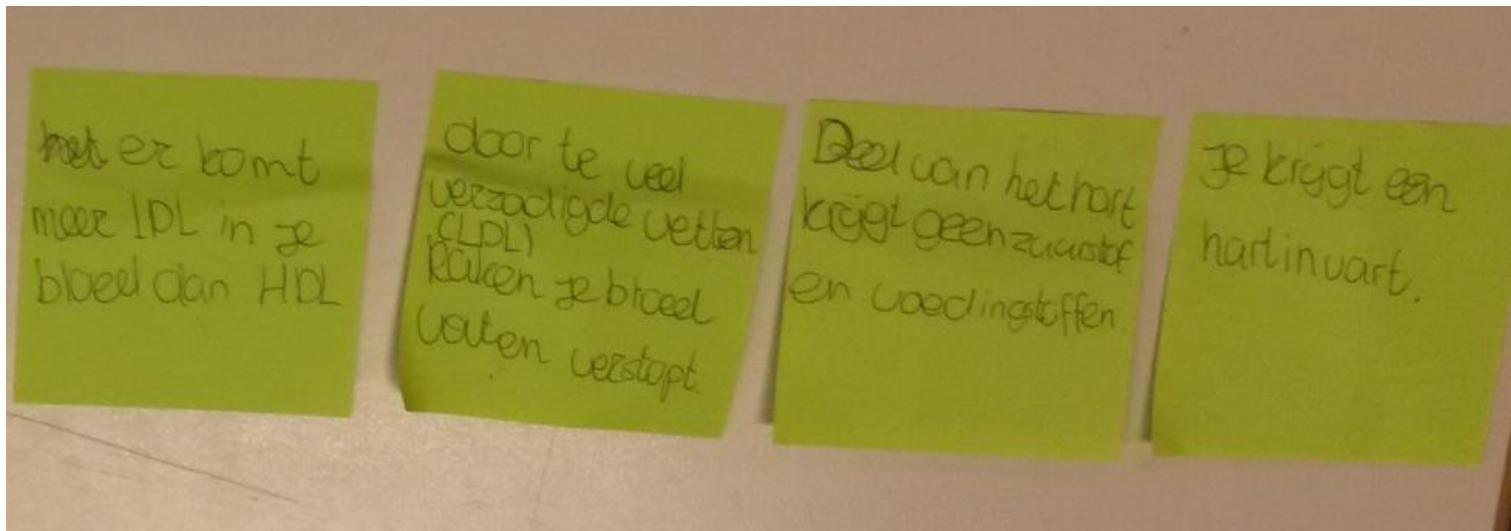 er komt
meer LDL in je
bloed dan HDL
door te veel
verzadigde vetten
(LDL)
Raken je bloed
vaten verstopt.
Deel van het hart
krijgt geen zuurstof
en voedingstoffen
Je krijgt een
hartinvart.